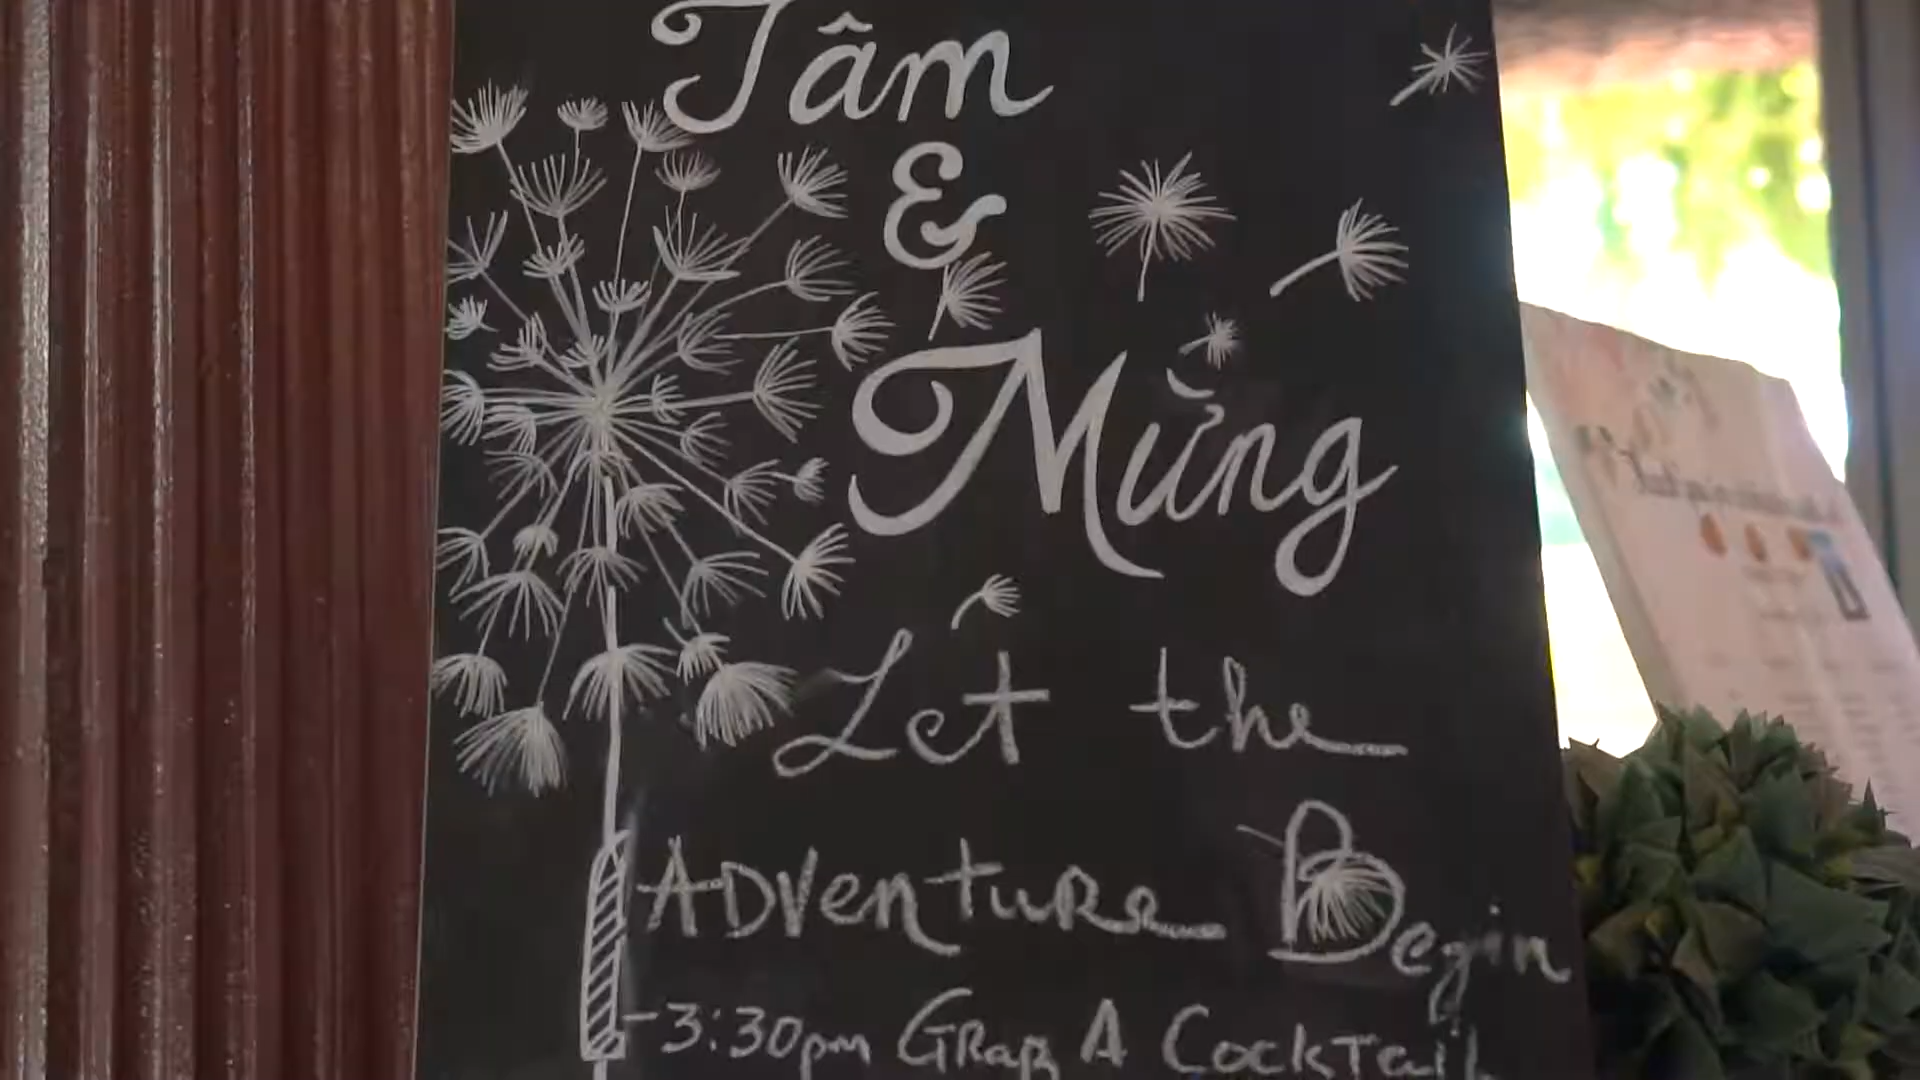 Tâm
&
Mừng
Let the
ADVenture Begin
-3:30pm GRAB A CockTail